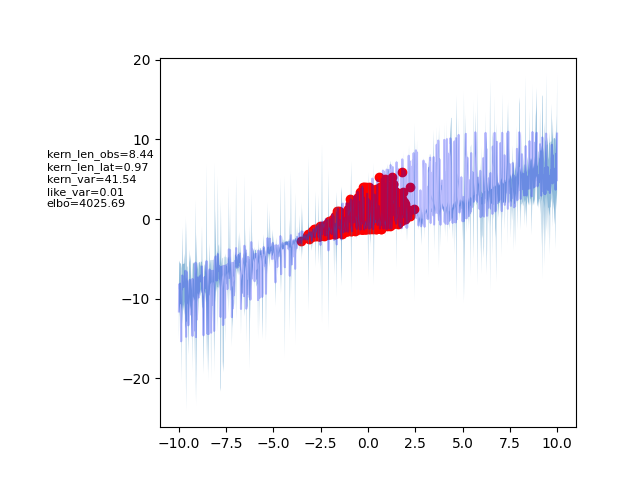 20
10
0
−10
−20
kern_len_obs=8.44
kern_len_lat=0.97
kern_var=41.54
like_var=0.01
elbo=4025.69
−10.0 −7.5 −5.0 −2.5 0.0 2.5 5.0 7.5 10.0